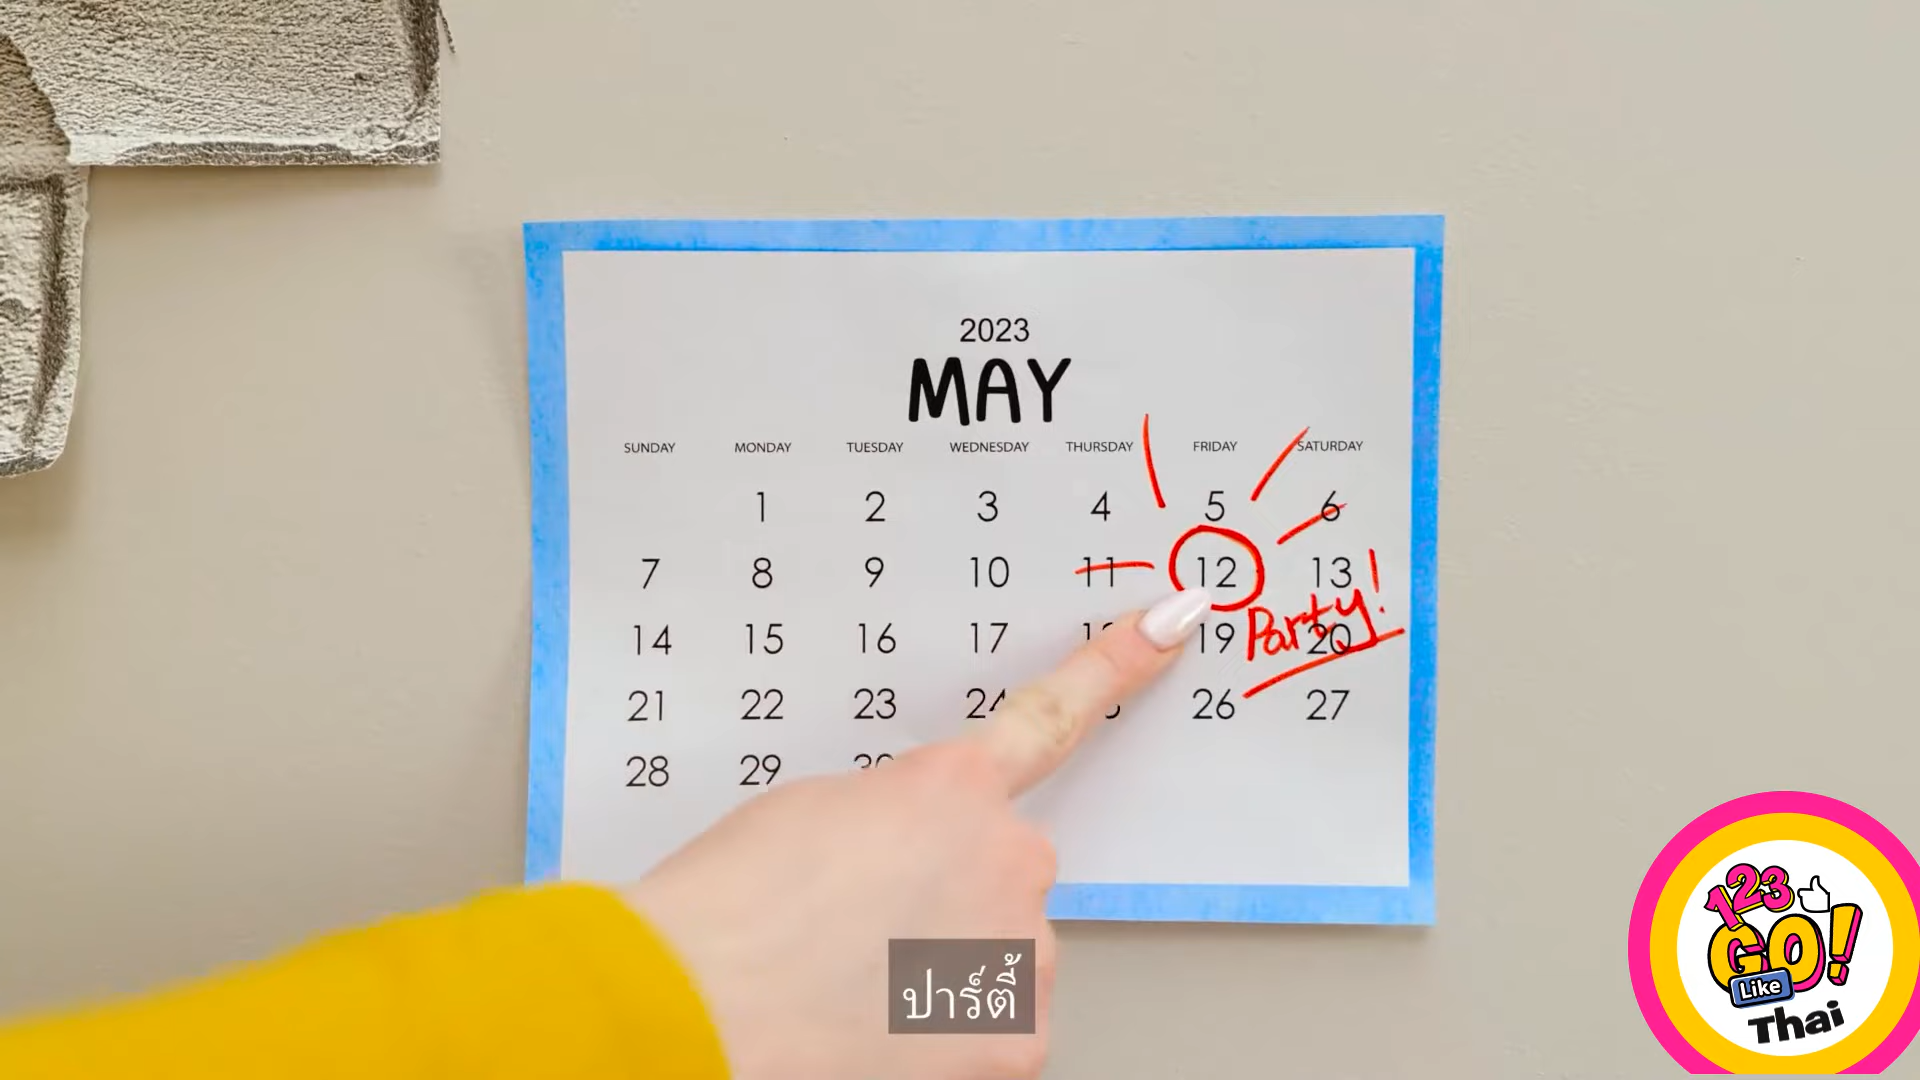 2023
MAY
SUNDAY MONDAY TUESDAY WEDNESDAY THURSDAY FRIDAY SATURDAY
1 2 3 4 5 6
7 8 9 10 11 12 13
Party!
14 15 16 17 19 20
21 22 23 24 26 27
28 29 30
ปาร์ตี้
123
GO!
Like
Thai